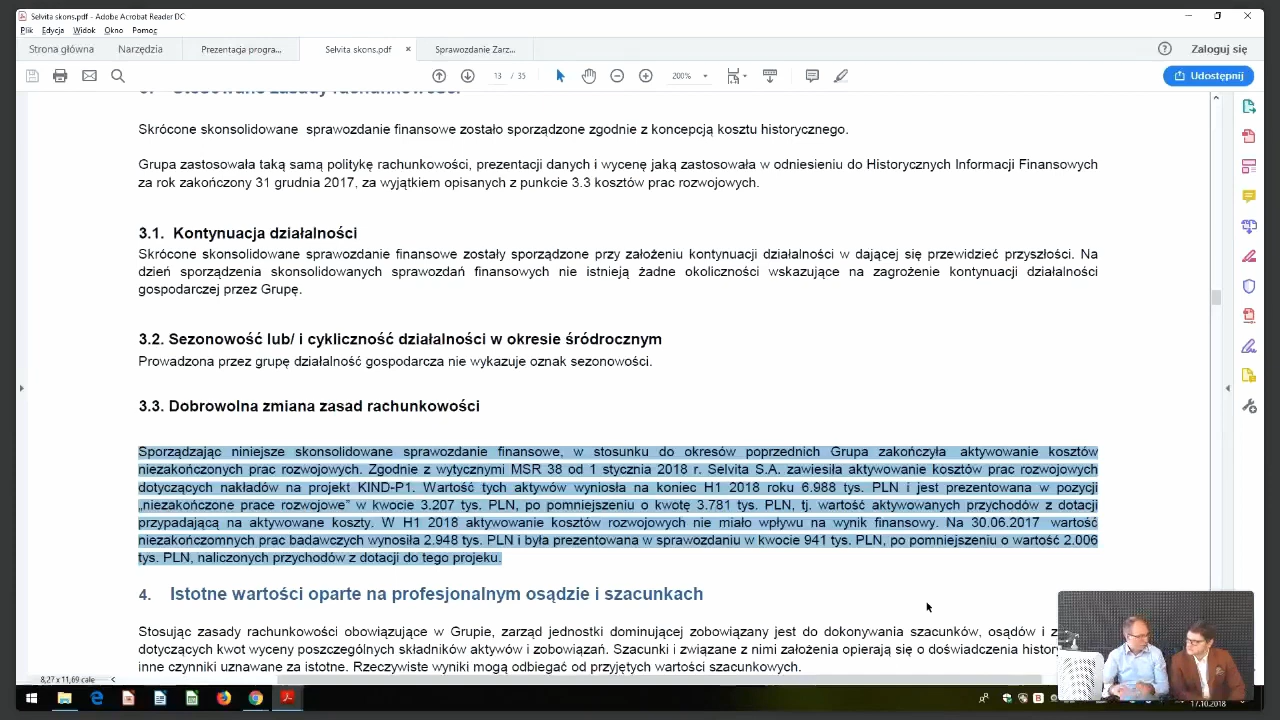 Selvita skons.pdf - Adobe Acrobat Reader DC
Plik Edycja Widok Okno Pomoc
Strona główna Narzędzia Prezentacja progra... Selvita skons.pdf × Sprawozdanie Zarz... Zaloguj się
13 / 35 200% Udostępnij
Stosowane zasady rachunkowości
Skrócone skonsolidowane sprawozdanie finansowe zostało sporządzone zgodnie z koncepcją kosztu historycznego.
Grupa zastosowała taką samą politykę rachunkowości, prezentacji danych i wycenę jaką zastosowała w odniesieniu do Historycznych Informacji Finansowych
za rok zakończony 31 grudnia 2017, za wyjątkiem opisanych z punkcie 3.3 kosztów prac rozwojowych.
3.1. Kontynuacja działalności
Skrócone skonsolidowane sprawozdanie finansowe zostały sporządzone przy założeniu kontynuacji działalności w dającej się przewidzieć przyszłości. Na
dzień sporządzenia skonsolidowanych sprawozdań finansowych nie istnieją żadne okoliczności wskazujące na zagrożenie kontynuacji działalności
gospodarczej przez Grupę.
3.2. Sezonowość lub/ i cykliczność działalności w okresie śródrocznym
Prowadzona przez grupę działalność gospodarcza nie wykazuje oznak sezonowości.
3.3. Dobrowolna zmiana zasad rachunkowości
Sporządzając niniejsze skonsolidowane sprawozdanie finansowe, w stosunku do okresów poprzednich Grupa zakończyła aktywowanie kosztów
niezakończonych prac rozwojowych. Zgodnie z wytycznymi MSR 38 od 1 stycznia 2018 r. Selvita S.A. zawiesiła aktywowanie kosztów prac rozwojowych
dotyczących nakładów na projekt KIND-P1. Wartość tych aktywów wyniosła na koniec H1 2018 roku 6.988 tys. PLN i jest prezentowana w pozycji
„niezakończone prace rozwojowe” w kwocie 3.207 tys. PLN, po pomniejszeniu o kwotę 3.781 tys. PLN, tj. wartość aktywowanych przychodów z dotacji
przypadającą na aktywowane koszty. W H1 2018 aktywowanie kosztów rozwojowych nie miało wpływu na wynik finansowy. Na 30.06.2017 wartość
niezakończomnych prac badawczych wynosiła 2.948 tys. PLN i była prezentowana w sprawozdaniu w kwocie 941 tys. PLN, po pomniejszeniu o wartość 2.006
tys. PLN, naliczonych przychodów z dotacji do tego projeku.
4. Istotne wartości oparte na profesjonalnym osądzie i szacunkach
Stosując zasady rachunkowości obowiązujące w Grupie, zarząd jednostki dominującej zobowiązany jest do dokonywania szacunków, osądów i z
dotyczących kwot wyceny poszczególnych składników aktywów i zobowiązań. Szacunki i związane z nimi założenia opierają się o doświadczenia histor
inne czynniki uznawane za istotne. Rzeczywiste wyniki mogą odbiegać od przyjętych wartości szacunkowych.
8,27 x 11,69 cale
17.10.2018